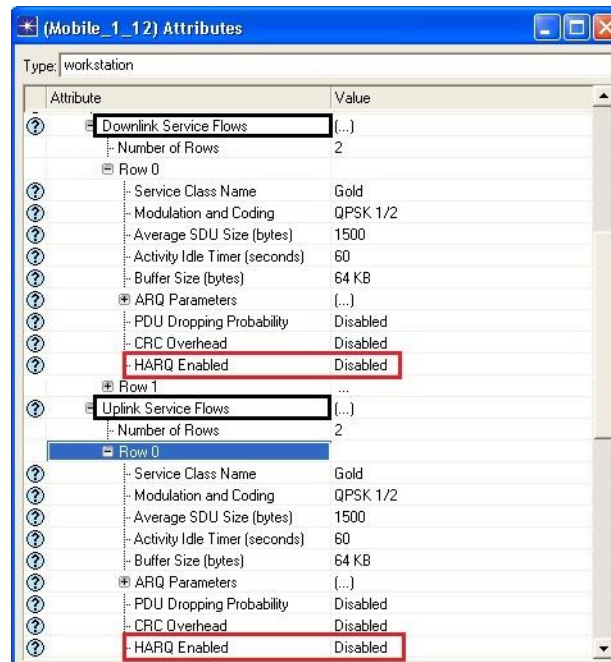 (Mobile_1_12) Attributes
Type: workstation
Attribute Value
Downlink Service Flows (...)
Number of Rows 2
Row 0
Service Class Name Gold
Modulation and Coding QPSK 1/2
Average SDU Size (bytes) 1500
Activity Idle Timer (seconds) 60
Buffer Size (bytes) 64 KB
ARQ Parameters (...)
PDU Dropping Probability Disabled
CRC Overhead Disabled
HARQ Enabled Disabled
Row 1 ...
Uplink Service Flows (...)
Number of Rows 2
Row 0
Service Class Name Gold
Modulation and Coding QPSK 1/2
Average SDU Size (bytes) 1500
Activity Idle Timer (seconds) 60
Buffer Size (bytes) 64 KB
ARQ Parameters (...)
PDU Dropping Probability Disabled
CRC Overhead Disabled
HARQ Enabled Disabled